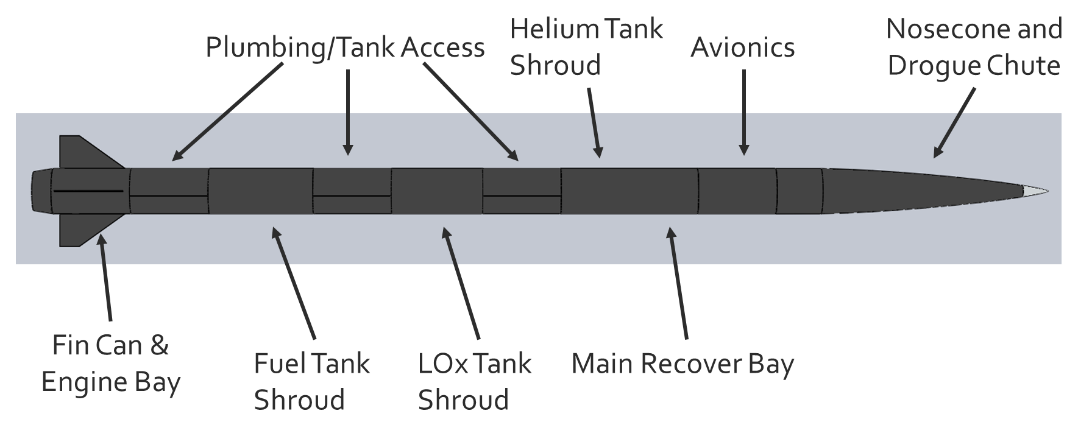 Plumbing/Tank Access
Helium Tank
Shroud
Avionics
Nosecone and
Drogue Chute
Fin Can &
Engine Bay
Fuel Tank
Shroud
LOx Tank
Shroud
Main Recover Bay